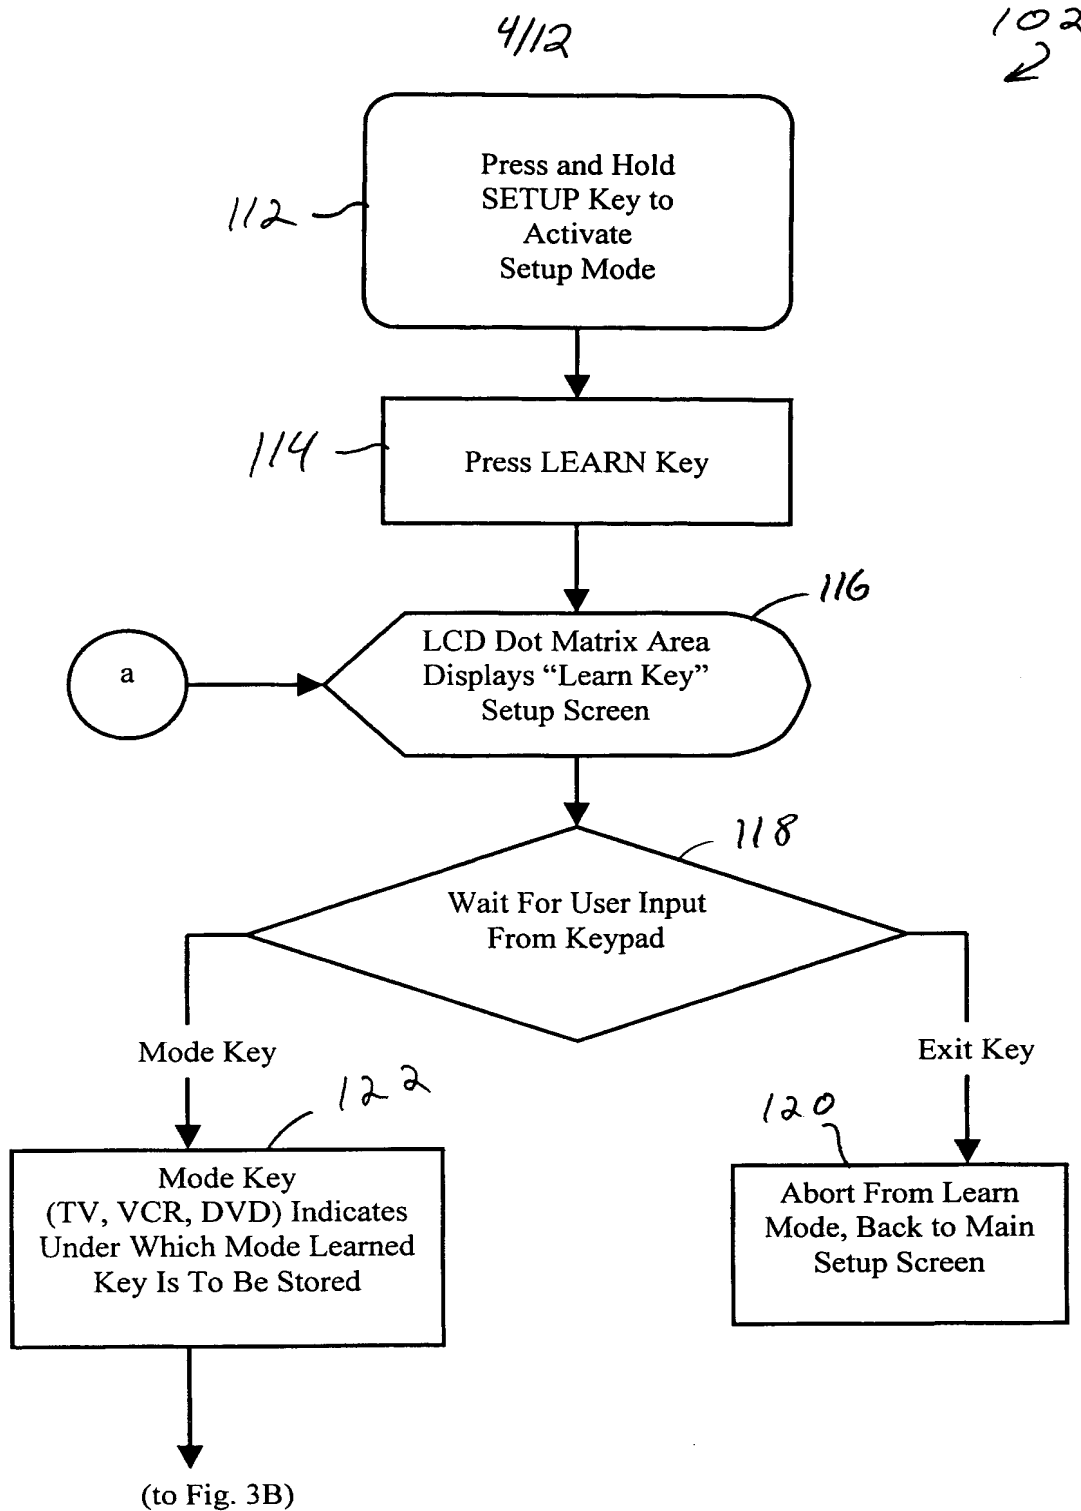 4/12
102
Press and Hold
SETUP Key to
Activate
Setup Mode
112
114
Press LEARN Key
116
a
LCD Dot Matrix Area
Displays “Learn Key”
Setup Screen
118
Wait For User Input
From Keypad
Mode Key
Exit Key
122
120
Mode Key
(TV, VCR, DVD) Indicates
Under Which Mode Learned
Key Is To Be Stored
Abort From Learn
Mode, Back to Main
Setup Screen
(to Fig. 3B)